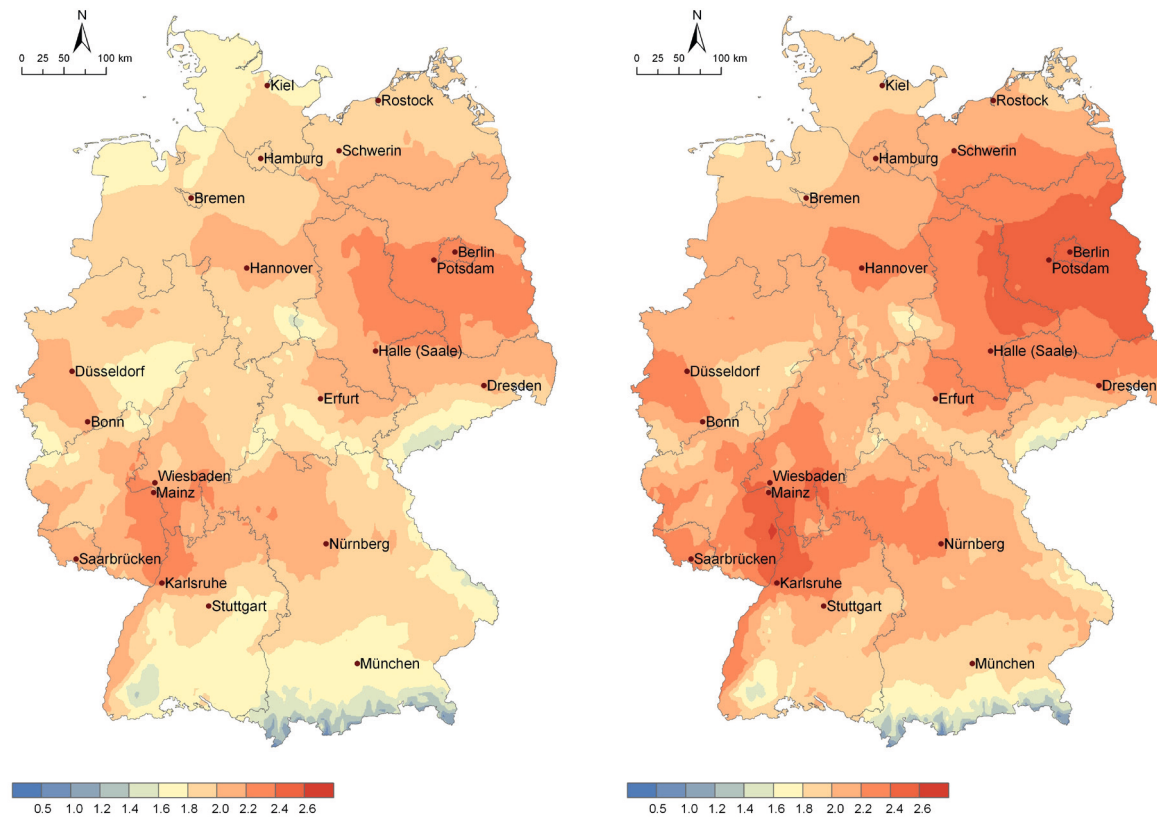 N
0 25 50 100 km
Kiel
Rostock
Hamburg
Schwerin
Bremen
Berlin
Potsdam
Hannover
Halle (Saale)
Düsseldorf
Dresden
Erfurt
Bonn
Wiesbaden
Mainz
Nürnberg
Saarbrücken
Karlsruhe
Stuttgart
München
0.5 1.0 1.2 1.4 1.6 1.8 2.0 2.2 2.4 2.6
N
0 25 50 100 km
Kiel
Rostock
Hamburg
Schwerin
Bremen
Berlin
Potsdam
Hannover
Halle (Saale)
Düsseldorf
Dresden
Erfurt
Bonn
Wiesbaden
Mainz
Nürnberg
Saarbrücken
Karlsruhe
Stuttgart
München
0.5 1.0 1.2 1.4 1.6 1.8 2.0 2.2 2.4 2.6